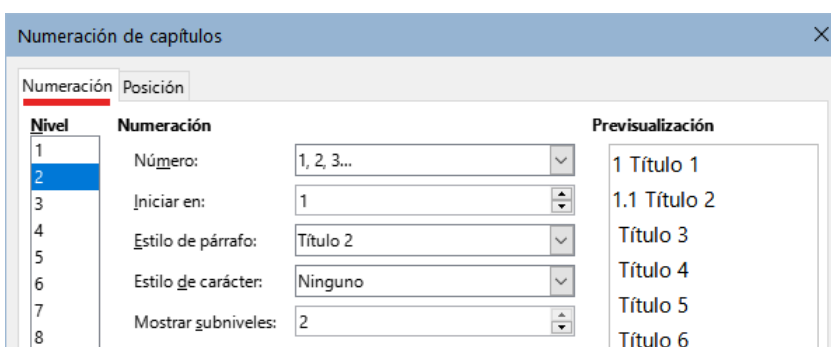 Numeración de capítulos
Numeración Posición
Nivel Numeración Previsualización
1
2
3
4
5
6
7
8
Número: 1, 2, 3...
Iniciar en: 1
Estilo de párrafo: Título 2
Estilo de carácter: Ninguno
Mostrar subniveles: 2
1 Título 1
1.1 Título 2
Título 3
Título 4
Título 5
Título 6